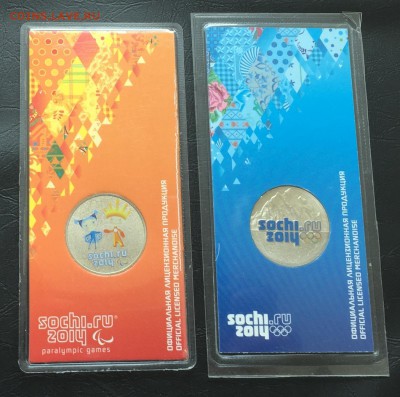 sochi.ru
2014
paralympic games
ОФИЦИАЛЬНАЯ ЛИЦЕНЗИОННАЯ ПРОДУКЦИЯ
OFFICIAL LICENSED MERCHANDISE
sochi.ru
2014
sochi.ru
2014
sochi.ru
2014
ОФИЦИАЛЬНАЯ ЛИЦЕНЗИОННАЯ ПРОДУКЦИЯ
OFFICIAL LICENSED MERCHANDISE